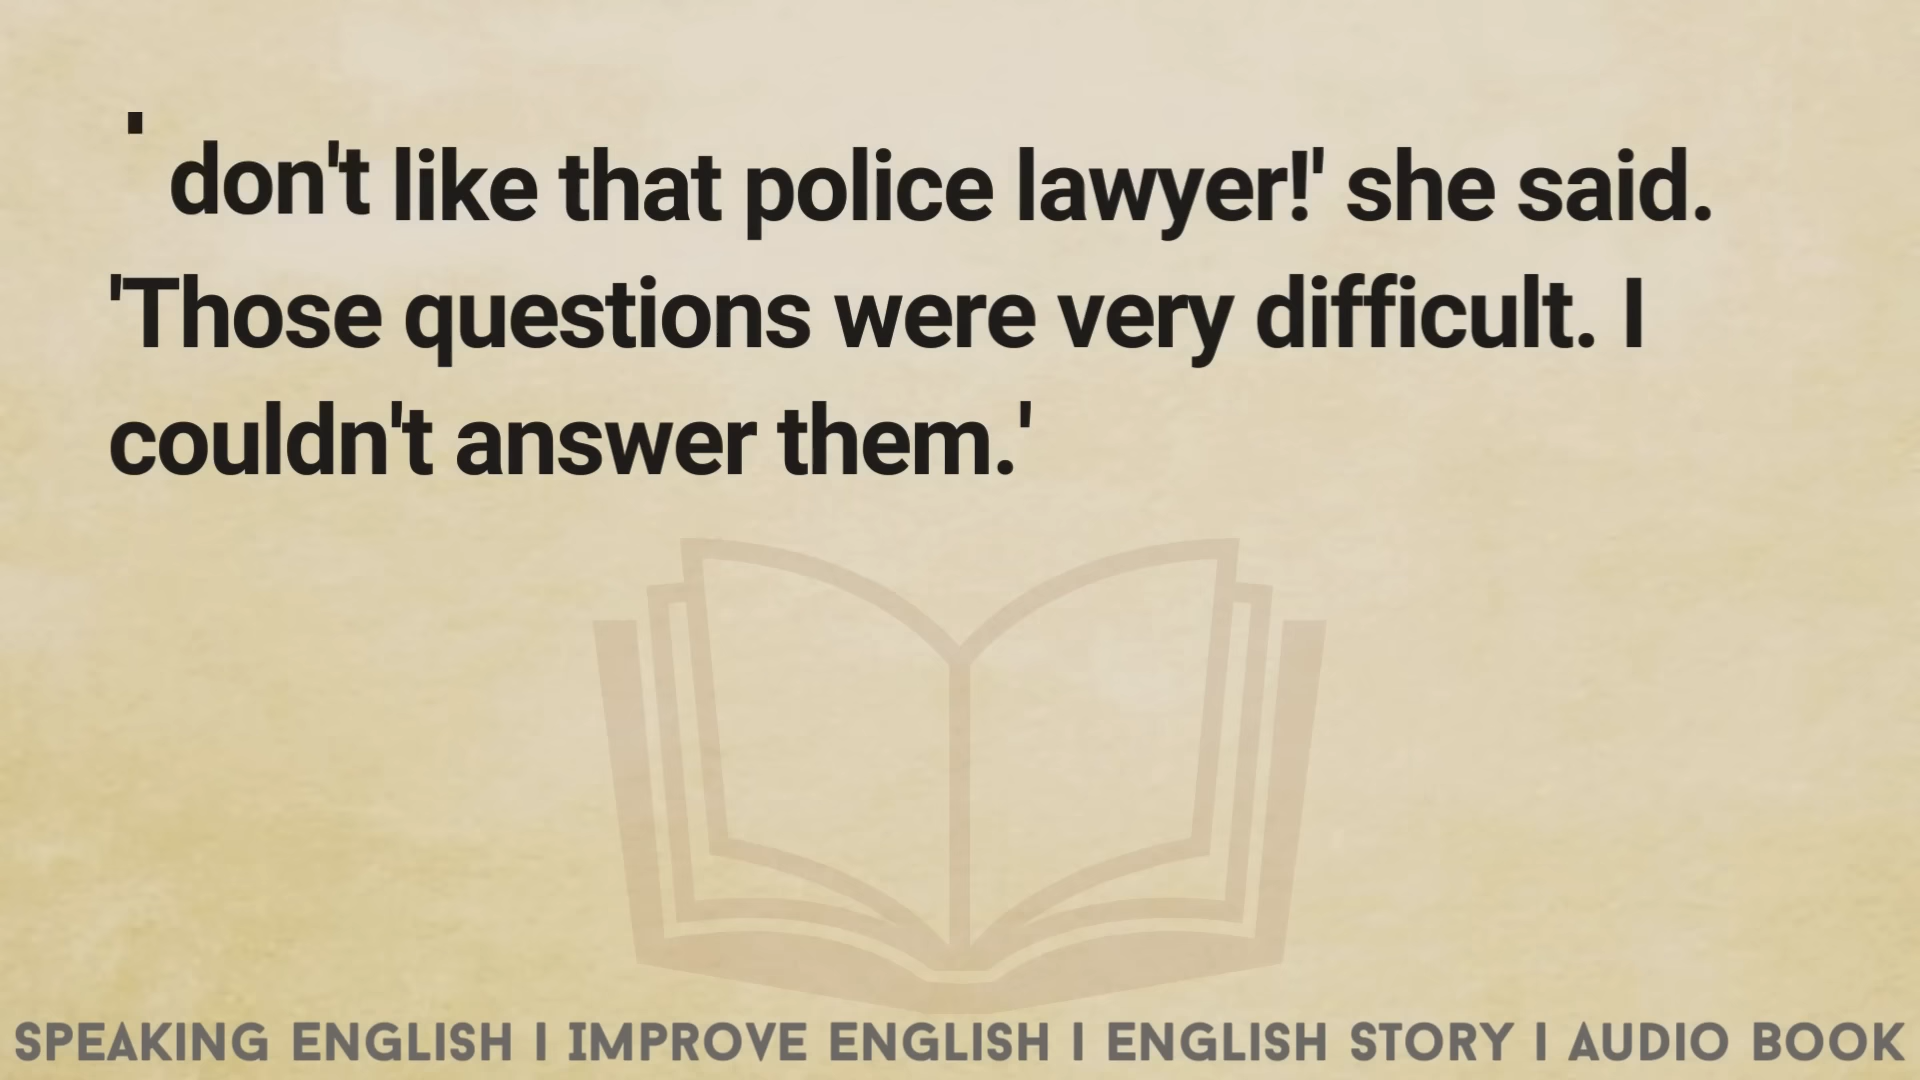 ' don't like that police lawyer!' she said.
'Those questions were very difficult. I
couldn't answer them.'
SPEAKING ENGLISH I IMPROVE ENGLISH I ENGLISH STORY I AUDIO BOOK